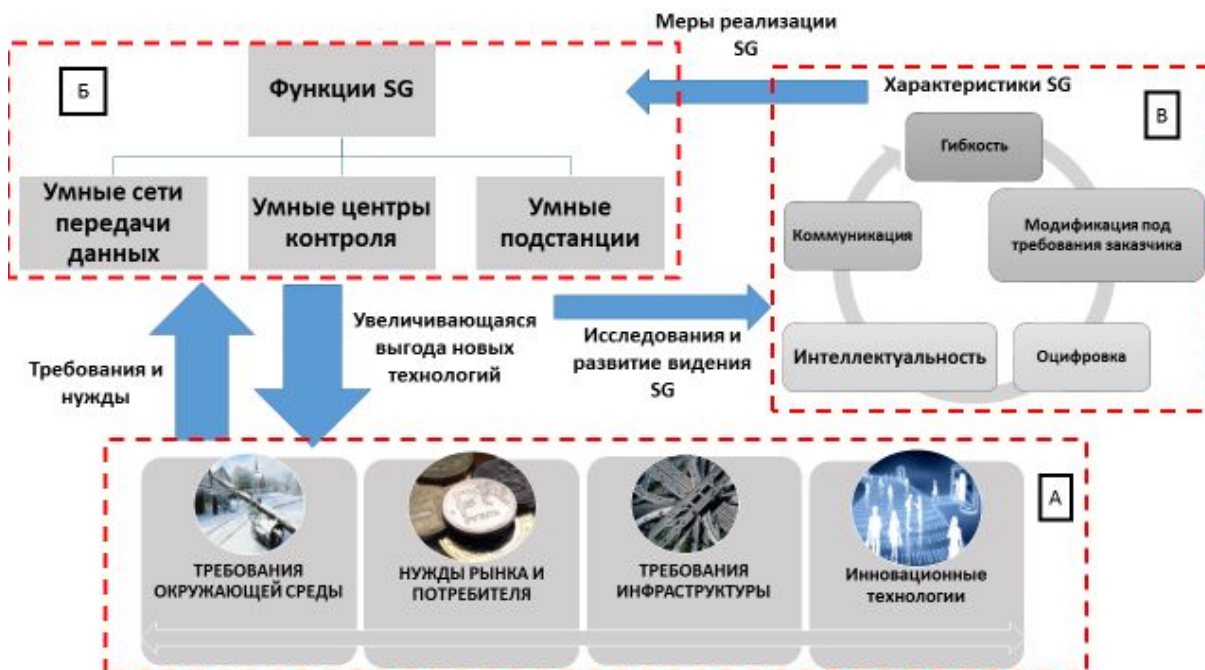 Меры реализации
SG
Б
Функции SG
Умные сети
передачи
данных
Умные центры
контроля
Умные
подстанции
Характеристики SG
В
Гибкость
Модификация под
требования заказчика
Оцифровка
Интеллектуальность
Коммуникация
Требования и
нужды
Увеличивающаяся
выгода новых
технологий
Исследования и
развитие видения
SG
А
ТРЕБОВАНИЯ
ОКРУЖАЮЩЕЙ СРЕДЫ
НУЖДЫ РЫНКА И
ПОТРЕБИТЕЛЯ
ТРЕБОВАНИЯ
ИНФРАСТРУКТУРЫ
Инновационные
технологии
РУБЛЬ